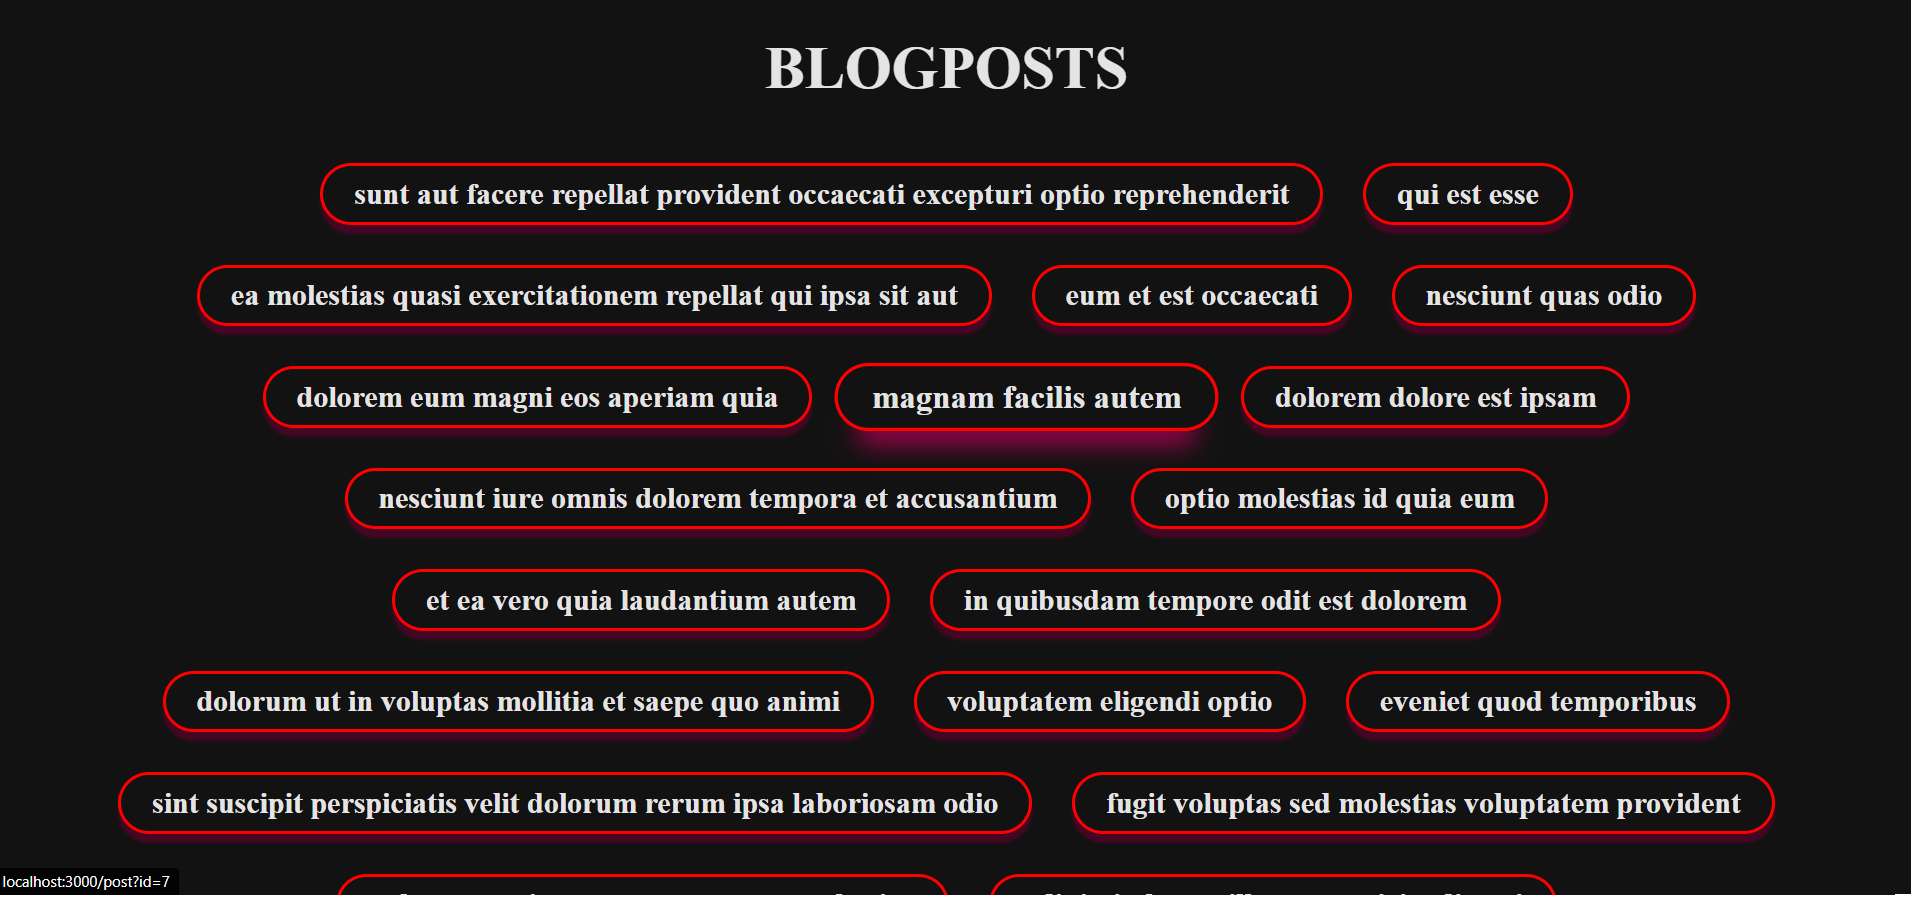 BLOGPOSTS
sunt aut facere repellat provident occaecati excepturi optio reprehenderit
qui est esse
ea molestias quasi exercitationem repellat qui ipsa sit aut
eum et est occaecati
nesciunt quas odio
dolorem eum magni eos aperiam quia
magnam facilis autem
dolorem dolore est ipsam
nesciunt iure omnis dolorem tempora et accusantium
optio molestias id quia eum
et ea vero quia laudantium autem
in quibusdam tempore odit est dolorem
dolorum ut in voluptas mollitia et saepe quo animi
voluptatem eligendi optio
eveniet quod temporibus
sint suscipit perspiciatis velit dolorum rerum ipsa laboriosam odio
fugit voluptas sed molestias voluptatem provident
localhost:3000/post?id=7